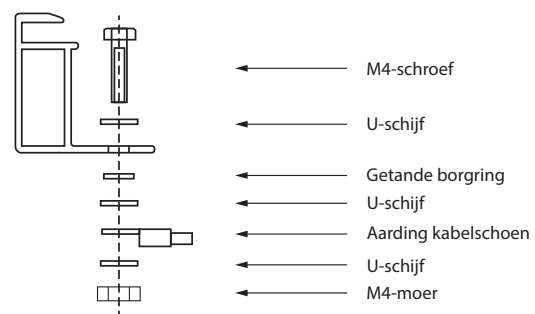 M4-schroef
U-schijf
Getande borgring
U-schijf
Aarding kabelschoen
U-schijf
M4-moer